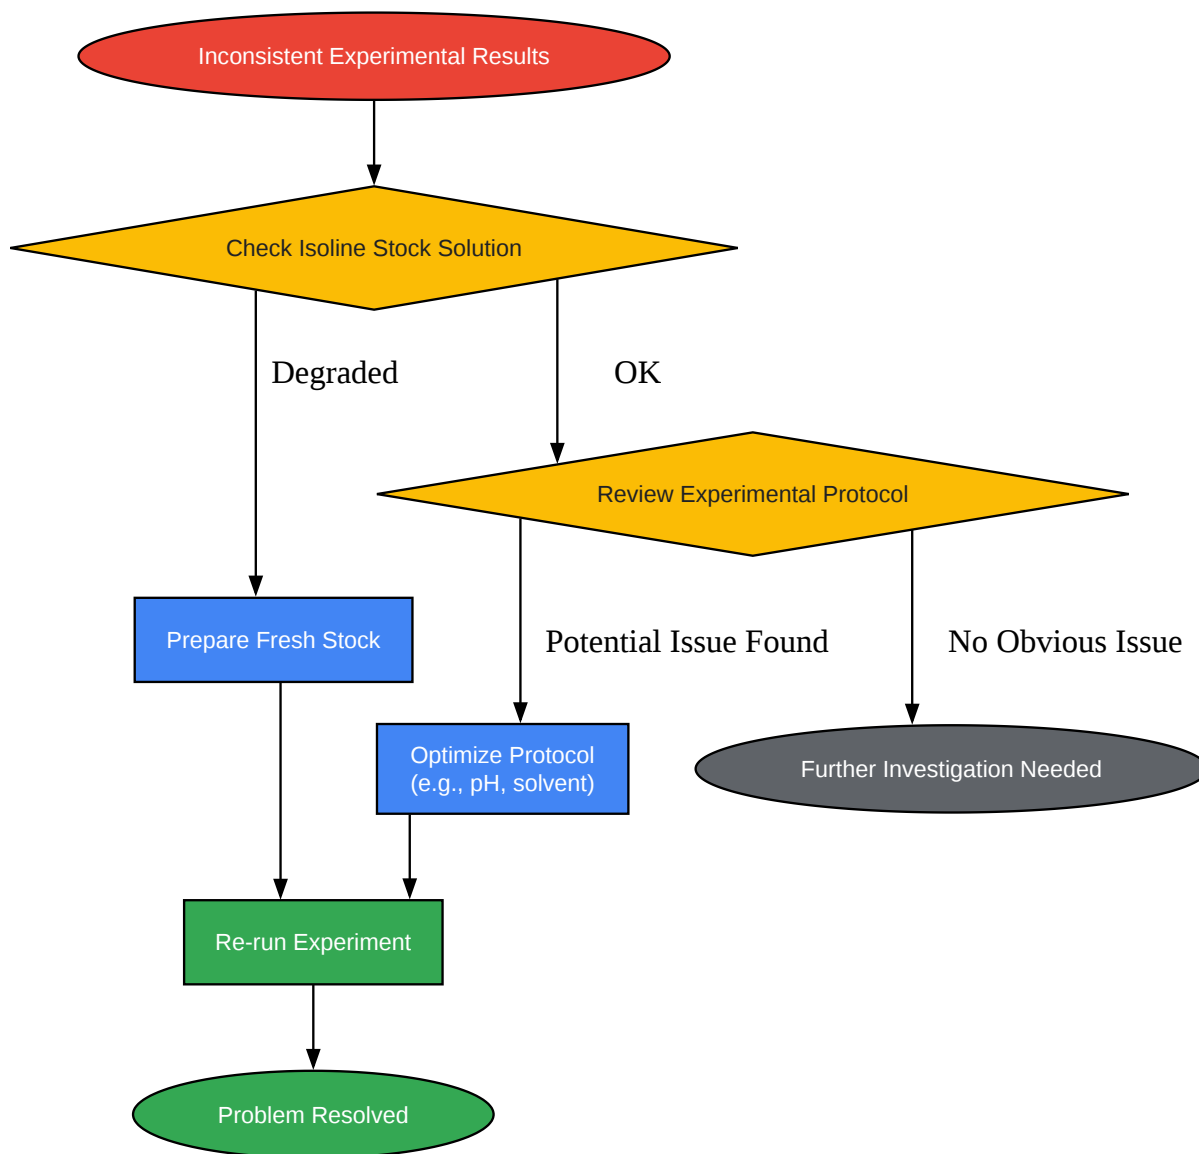 Inconsistent Experimental Results
Check Isoline Stock Solution
Degraded
OK
Review Experimental Protocol
Prepare Fresh Stock
Potential Issue Found
No Obvious Issue
Optimize Protocol
(e.g., pH, solvent)
Further Investigation Needed
Re-run Experiment
Problem Resolved